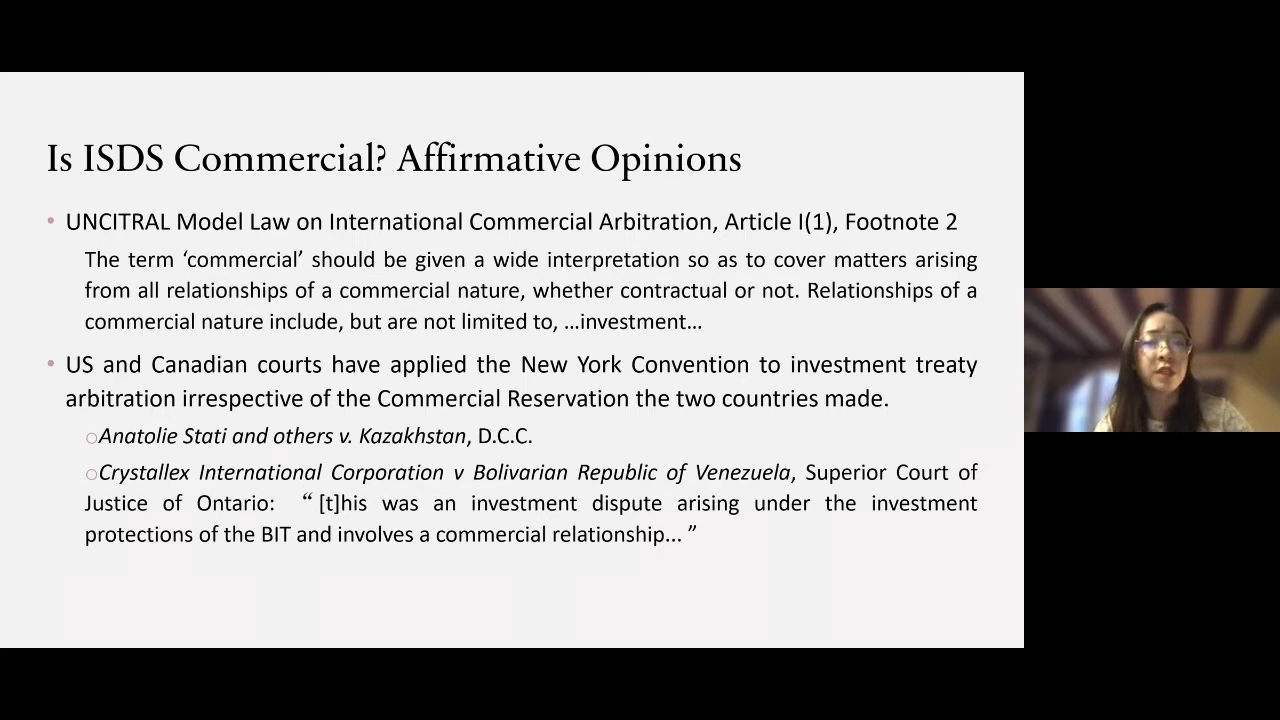 Is ISDS Commercial? Affirmative Opinions
• UNCITRAL Model Law on International Commercial Arbitration, Article I(1), Footnote 2
The term ‘commercial’ should be given a wide interpretation so as to cover matters arising
from all relationships of a commercial nature, whether contractual or not. Relationships of a
commercial nature include, but are not limited to, …investment…
• US and Canadian courts have applied the New York Convention to investment treaty
arbitration irrespective of the Commercial Reservation the two countries made.
○Anatolie Stati and others v. Kazakhstan, D.C.C.
○Crystallex International Corporation v Bolivarian Republic of Venezuela, Superior Court of
Justice of Ontario: “ [t]his was an investment dispute arising under the investment
protections of the BIT and involves a commercial relationship... ”